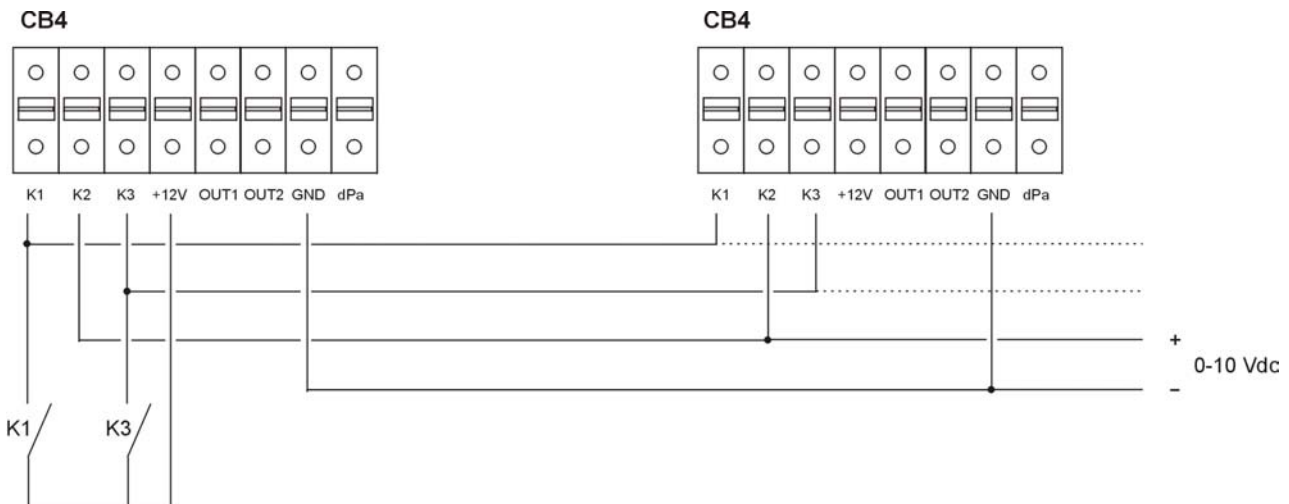 CB4 CB4
K1 K2 K3 +12V OUT1 OUT2 GND dPa K1 K2 K3 +12V OUT1 OUT2 GND dPa
+
0-10 Vdc
−
K1 K3